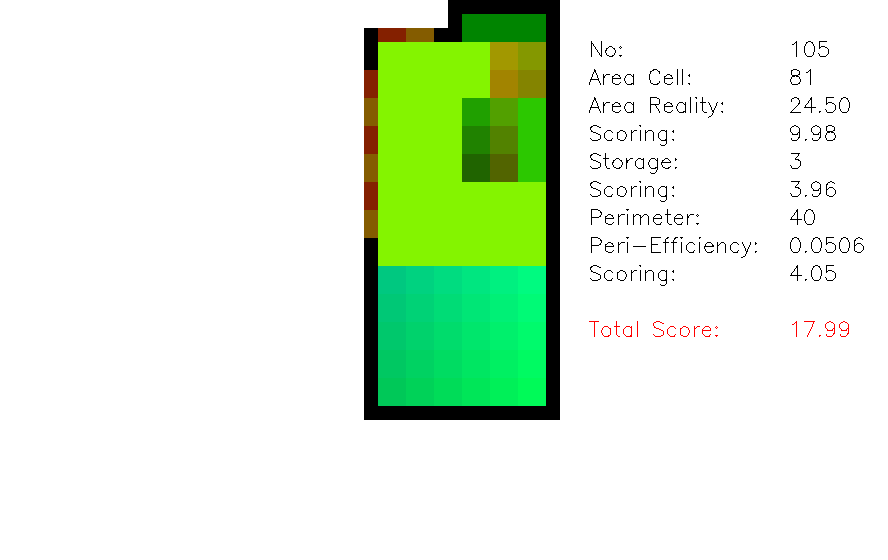 No: 105
Area Cell: 81
Area Reality: 24.50
Scoring: 9.98
Storage: 3
Scoring: 3.96
Perimeter: 40
Peri-Efficiency: 0.0506
Scoring: 4.05
Total Score: 17.99